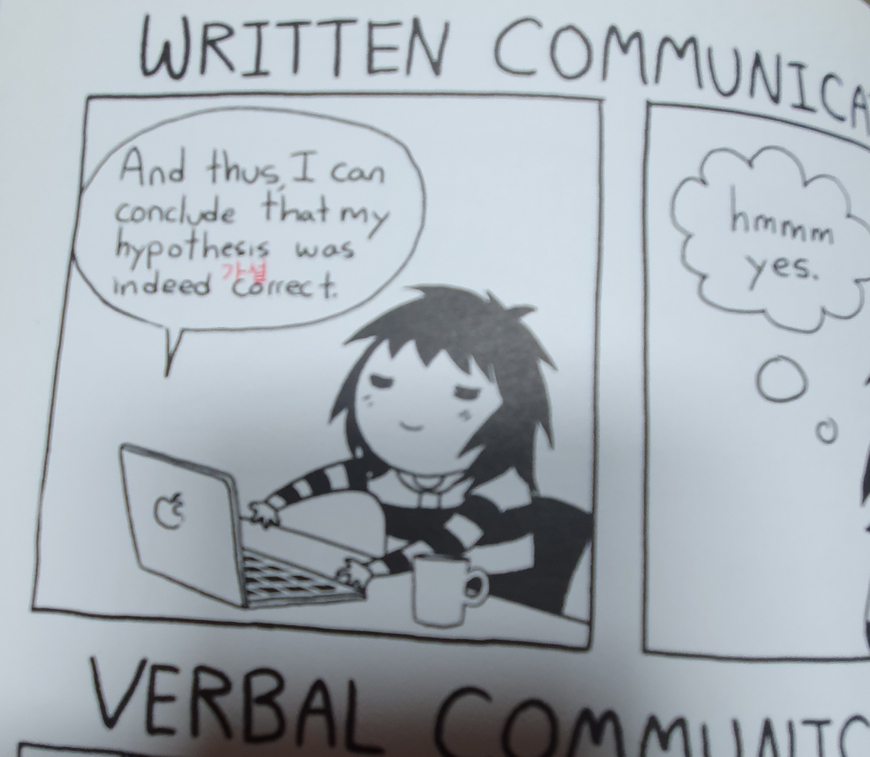 WRITTEN COMMUNICA
And thus, I can
conclude that my
hypothesis was
가설
indeed correct.
hmmm
yes.
VERBAL COMMUNIC